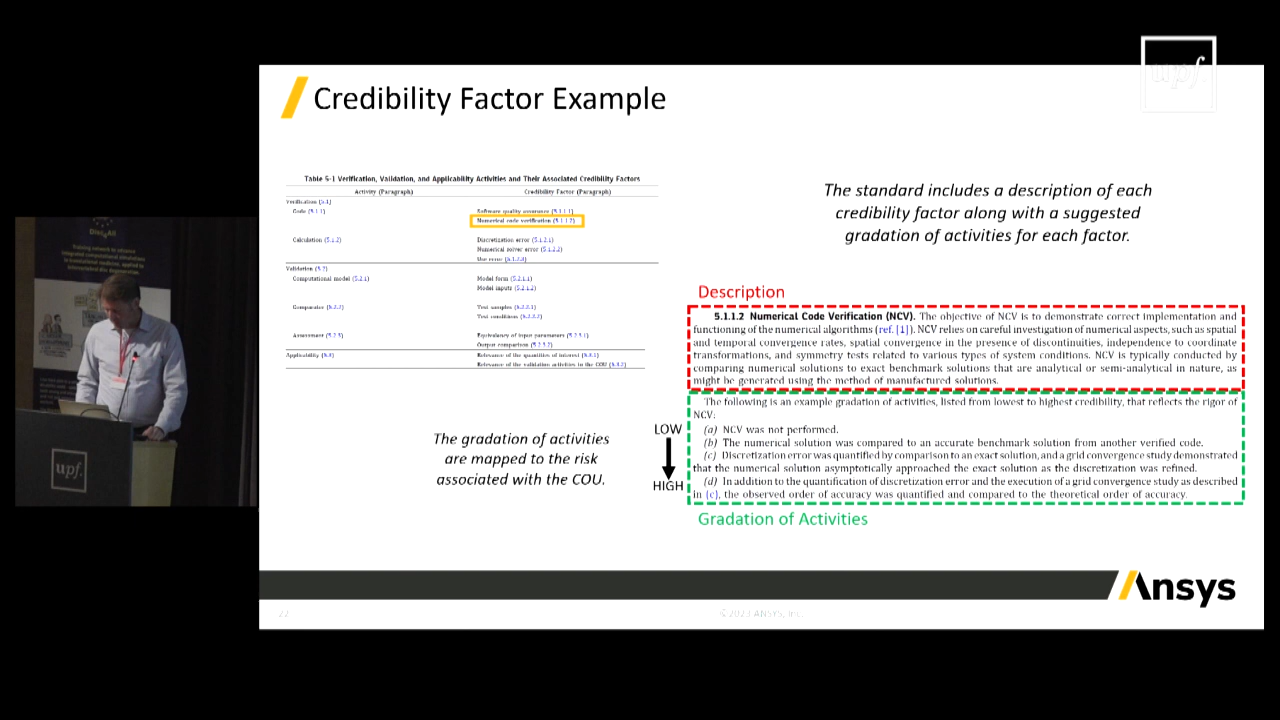 upf.
Credibility Factor Example
Table 5-1 Verification, Validation, and Applicability Activities and Their Associated Credibility Factors
Activity (Paragraph) Credibility Factor (Paragraph)
Verification (5.1)
Code (5.1.1) Software quality assurance (5.1.1.1)
Numerical code verification (5.1.1.2)
Calculation (5.1.2) Discretization error (5.1.2.1)
Numerical solver error (5.1.2.2)
Use error (5.1.2.3)
Validation (5.2)
Computational model (5.2.1) Model form (5.2.1.1)
Model inputs (5.2.1.2)
Comparator (5.2.2) Test samples (5.2.2.1)
Test conditions (5.2.2.2)
Assessment (5.2.3) Equivalency of input parameters (5.2.3.1)
Output comparison (5.2.3.2)
Applicability (5.3) Relevance of the quantities of interest (5.3.1)
Relevance of the validation activities to the COU (5.3.2)
The standard includes a description of each
credibility factor along with a suggested
gradation of activities for each factor.
Description
5.1.1.2 Numerical Code Verification (NCV). The objective of NCV is to demonstrate correct implementation and
functioning of the numerical algorithms (ref. [1]). NCV relies on careful investigation of numerical aspects, such as spatial
and temporal convergence rates, spatial convergence in the presence of discontinuities, independence to coordinate
transformations, and symmetry tests related to various types of system conditions. NCV is typically conducted by
comparing numerical solutions to exact benchmark solutions that are analytical or semi-analytical in nature, as
might be generated using the method of manufactured solutions.
The following is an example gradation of activities, listed from lowest to highest credibility, that reflects the rigor of
NCV:
(a) NCV was not performed.
(b) The numerical solution was compared to an accurate benchmark solution from another verified code.
(c) Discretization error was quantified by comparison to an exact solution, and a grid convergence study demonstrated
that the numerical solution asymptotically approached the exact solution as the discretization was refined.
(d) In addition to the quantification of discretization error and the execution of a grid convergence study as described
in (c), the observed order of accuracy was quantified and compared to the theoretical order of accuracy.
Gradation of Activities
The gradation of activities
are mapped to the risk
associated with the COU.
LOW
HIGH
Ansys
22
©2023 ANSYS, Inc.
Disc4All
upf.